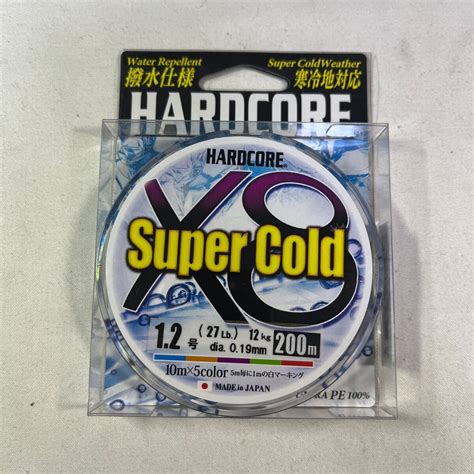 Water Repellent
Super ColdWeather
撥水仕様
寒冷地対応
HARDCORE
HARDCORE®
X8
Super Cold
1.2号
(27Lb.) 12kg
dia. 0.19mm
200m
10m×5color 5m毎に1mの白マーキング
MADE in JAPAN
PE 100%